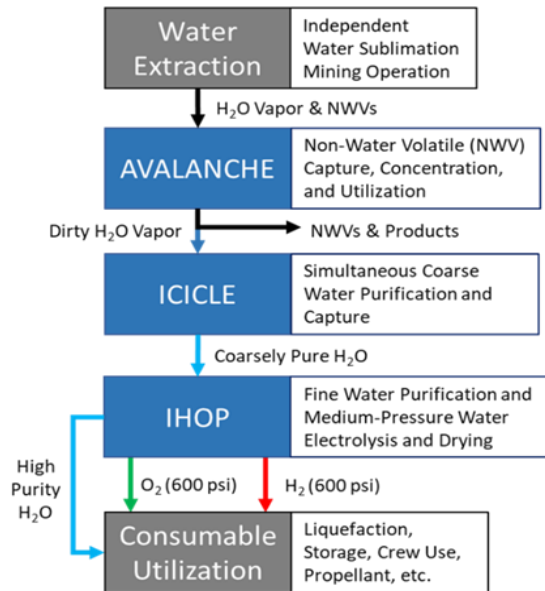 Water
Extraction
Independent
Water Sublimation
Mining Operation
H₂O Vapor & NWVs
AVALANCHE
Non-Water Volatile (NWV)
Capture, Concentration,
and Utilization
Dirty H₂O Vapor
NWVs & Products
ICICLE
Simultaneous Coarse
Water Purification and
Capture
Coarsely Pure H₂O
IHOP
Fine Water Purification and
Medium-Pressure Water
Electrolysis and Drying
High
Purity
H₂O
O₂ (600 psi)
H₂ (600 psi)
Consumable
Utilization
Liquefaction,
Storage, Crew Use,
Propellant, etc.